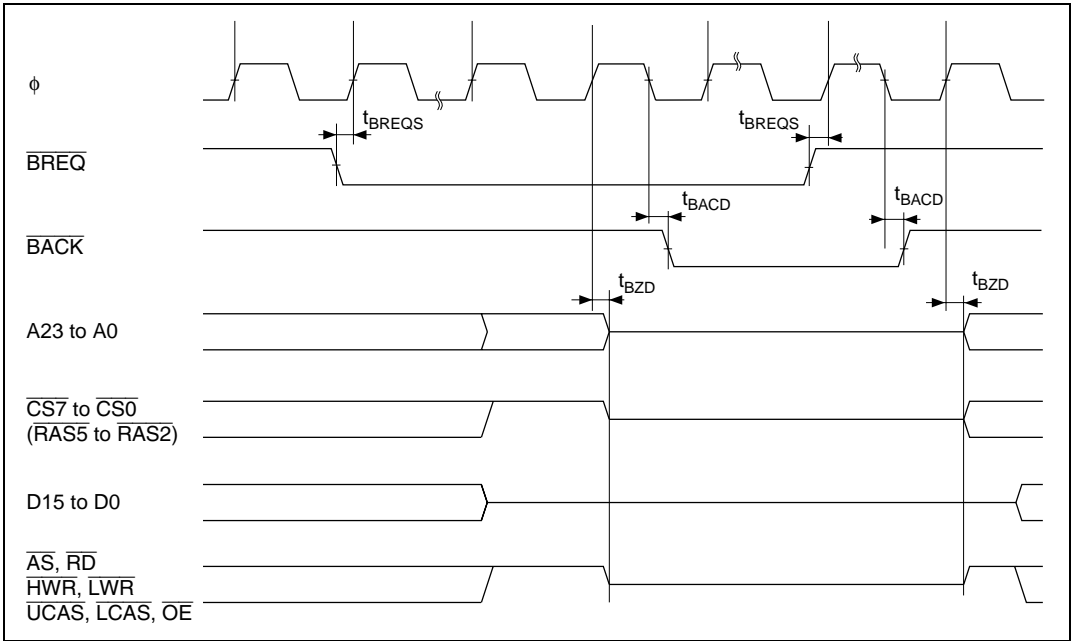 φ
tBREQS
tBREQS
BREQ
tBACD
tBACD
BACK
tBZD
tBZD
A23 to A0
CS7 to CS0
(RAS5 to RAS2)
D15 to D0
AS, RD
HWR, LWR
UCAS, LCAS, OE